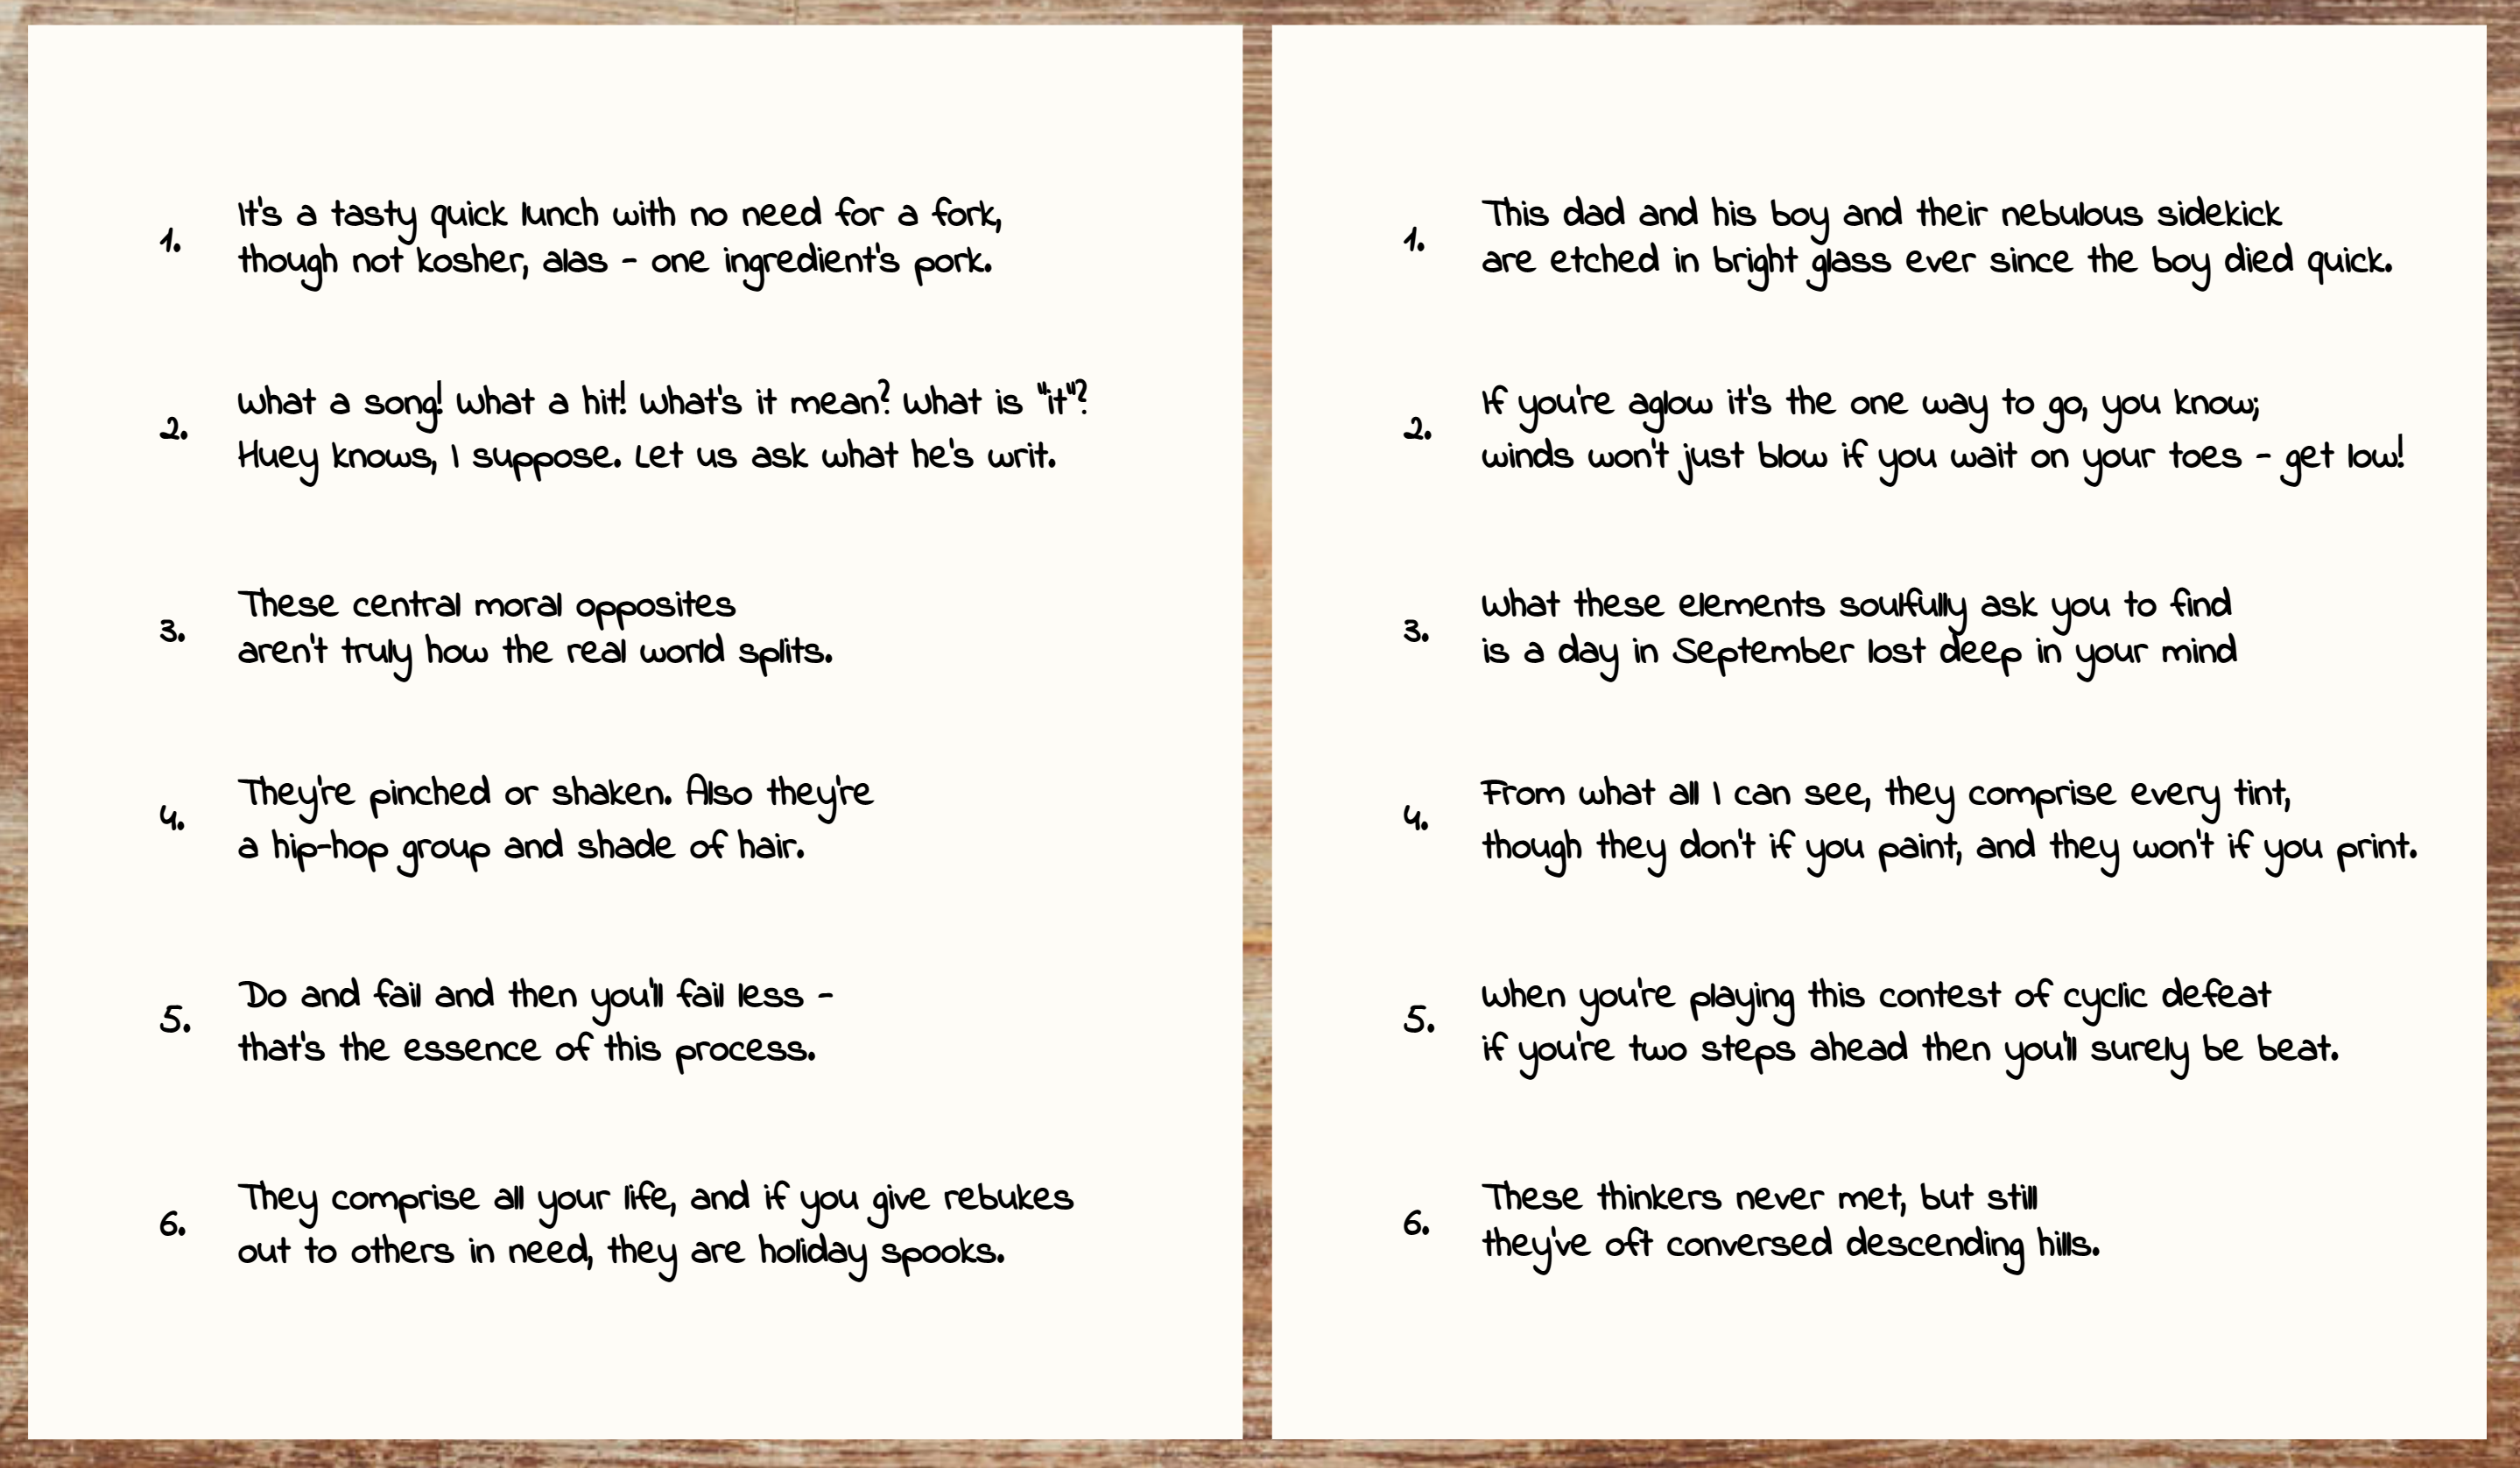 1. It's a tasty quick lunch with no need for a fork,
though not kosher, alas - one ingredient's pork.
2. What a song! What a hit! What's it mean? What is "it"?
Huey knows, I suppose. Let us ask what he's writ.
3. These central moral opposites
aren't truly how the real world splits.
4. They're pinched or shaken. Also they're
a hip-hop group and shade of hair.
5. Do and fail and then you'll fail less -
that's the essence of this process.
6. They comprise all your life, and if you give rebukes
out to others in need, they are holiday spooks.
1. This dad and his boy and their nebulous sidekick
are etched in bright glass ever since the boy died quick.
2. If you're aglow it's the one way to go, you know;
winds won't just blow if you wait on your toes - get low!
3. What these elements soulfully ask you to find
is a day in September lost deep in your mind
4. From what all I can see, they comprise every tint,
though they don't if you paint, and they won't if you print.
5. When you're playing this contest of cyclic defeat
if you're two steps ahead then you'll surely be beat.
6. These thinkers never met, but still
they've oft conversed descending hills.